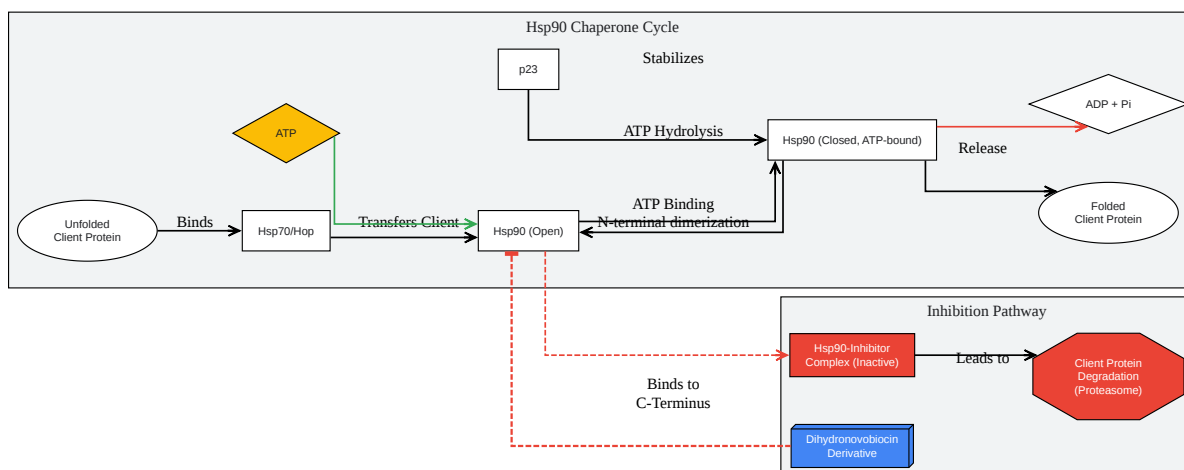 Hsp90 Chaperone Cycle
p23
Stabilizes
ATP
ATP Hydrolysis
Hsp90 (Closed, ATP-bound)
ADP + Pi
Release
Unfolded
Client Protein
Binds
Hsp70/Hop
Transfers Client
Hsp90 (Open)
ATP Binding
N-terminal dimerization
Folded
Client Protein
Inhibition Pathway
Hsp90-Inhibitor
Complex (Inactive)
Leads to
Client Protein
Degradation
(Proteasome)
Binds to
C-Terminus
Dihydronovobiocin
Derivative